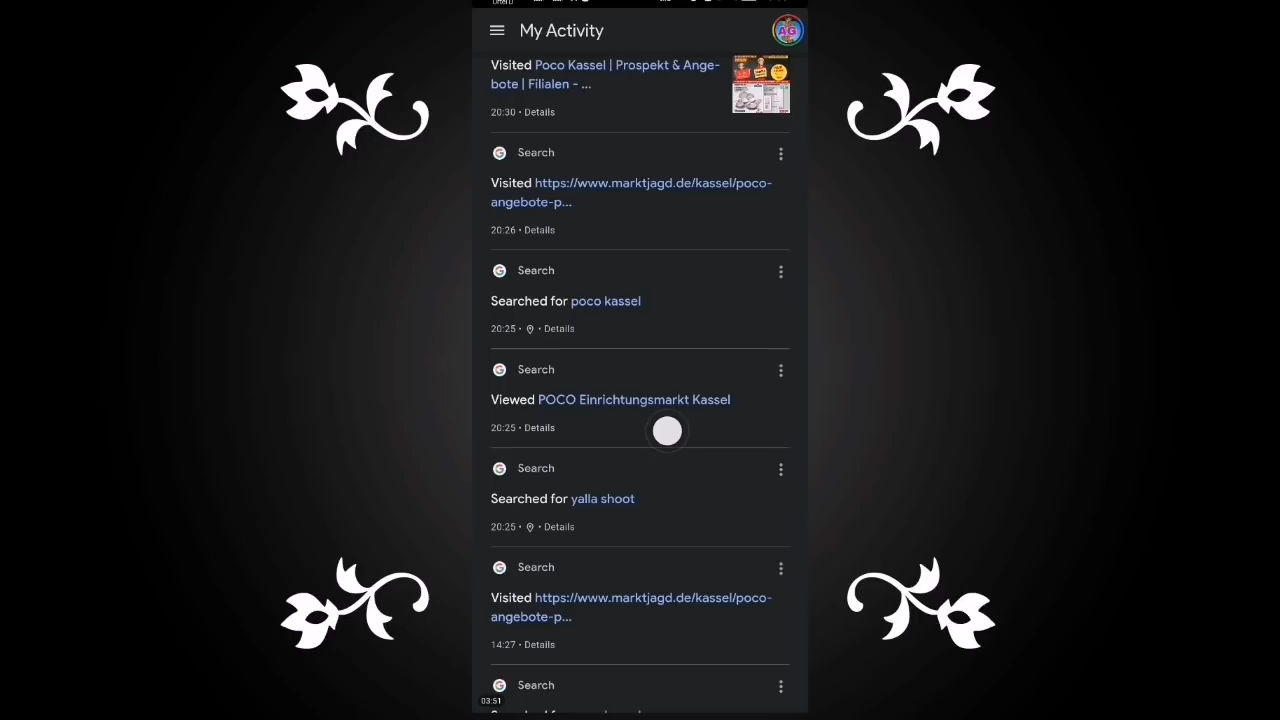 My Activity
AG
Visited Poco Kassel | Prospekt & Ange-
bote | Filialen - ...
20:30 • Details
Search
Visited https://www.marktjagd.de/kassel/poco-
angebote-p...
20:26 • Details
Search
Searched for poco kassel
20:25 • • Details
Search
Viewed POCO Einrichtungsmarkt Kassel
20:25 • Details
Search
Searched for yalla shoot
20:25 • • Details
Search
Visited https://www.marktjagd.de/kassel/poco-
angebote-p...
14:27 • Details
Search
03:51